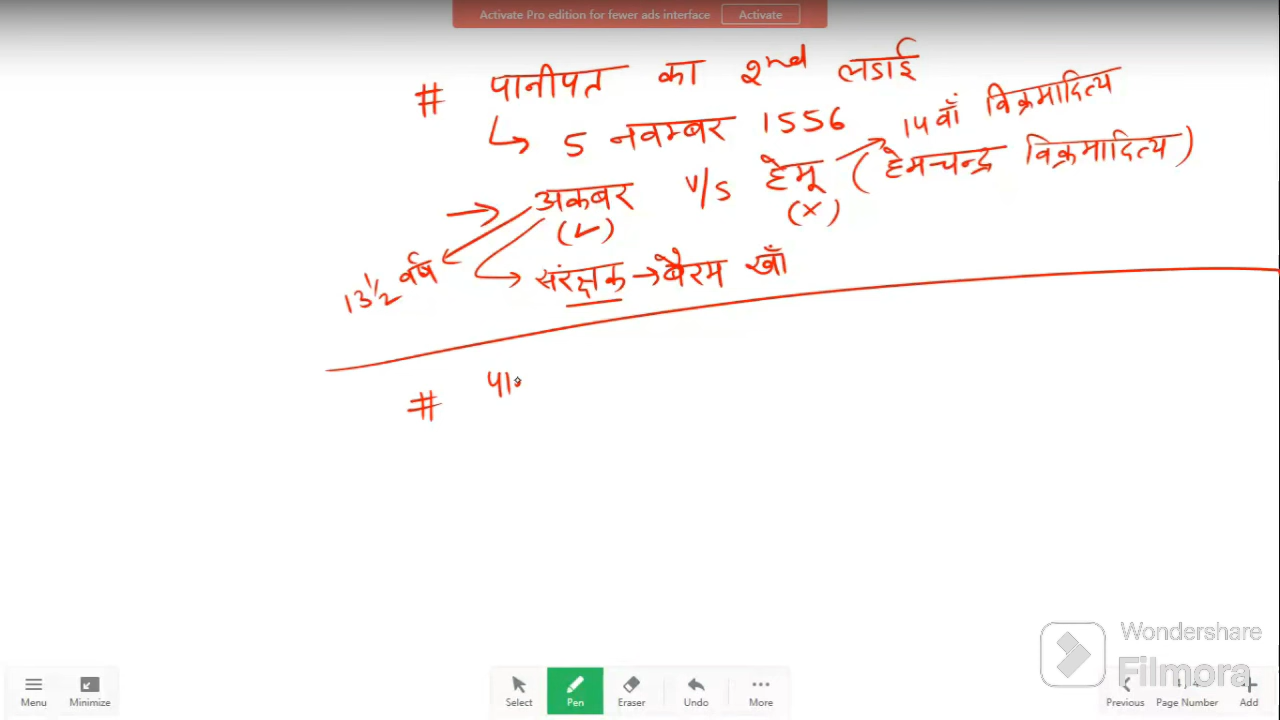 Activate Pro edition for fewer ads interface Activate
# पानीपत का 2nd लडाई
↳ 5 नवम्बर 1556
14वाँ विक्रमादित्य
→ अकबर v/s हेमू (हेमचन्द्र विक्रमादित्य)
(✓) (x)
13½ वर्ष
संरक्षक → बैरम खाँ
# पा
Wondershare
Filmora
Menu Minimize Select Pen Eraser Undo More Previous Page Number Add